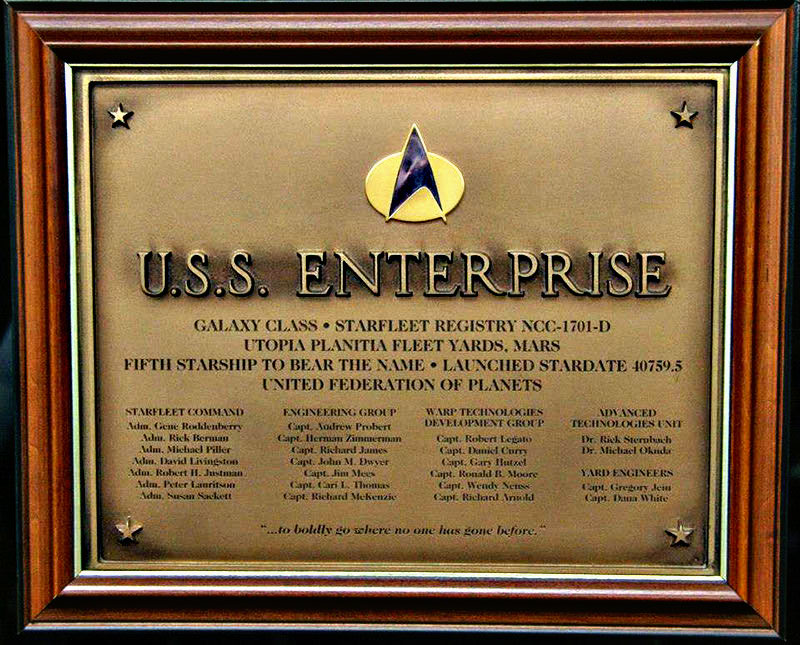 U.S.S. ENTERPRISE
GALAXY CLASS • STARFLEET REGISTRY NCC-1701-D
UTOPIA PLANITIA FLEET YARDS, MARS
FIFTH STARSHIP TO BEAR THE NAME • LAUNCHED STARDATE 40759.5
UNITED FEDERATION OF PLANETS
STARFLEET COMMAND
Adm. Gene Roddenberry
Adm. Rick Berman
Adm. Michael Piller
Adm. David Livingston
Adm. Robert H. Justman
Adm. Peter Lauritson
Adm. Susan Sackett
ENGINEERING GROUP
Capt. Andrew Probert
Capt. Herman Zimmerman
Capt. Richard James
Capt. John M. Dwyer
Capt. Jim Mees
Capt. Cari L. Thomas
Capt. Richard McKenzie
WARP TECHNOLOGIES
DEVELOPMENT GROUP
Capt. Robert Legato
Capt. Daniel Curry
Capt. Gary Hutzel
Capt. Ronald B. Moore
Capt. Wendy Neuss
Capt. Richard Arnold
ADVANCED
TECHNOLOGIES UNIT
Dr. Rick Sternbach
Dr. Michael Okuda
YARD ENGINEERS
Capt. Gregory Jein
Capt. Dana White
"...to boldly go where no one has gone before."